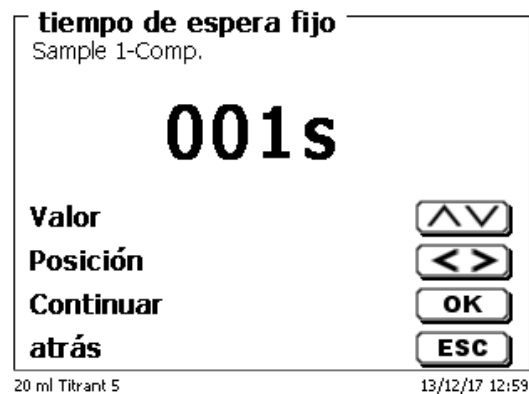 tiempo de espera fijo
Sample 1-Comp.
001s
Valor
Posición < >
Continuar OK
atrás ESC
20 ml Titrant 5 13/12/17 12:59